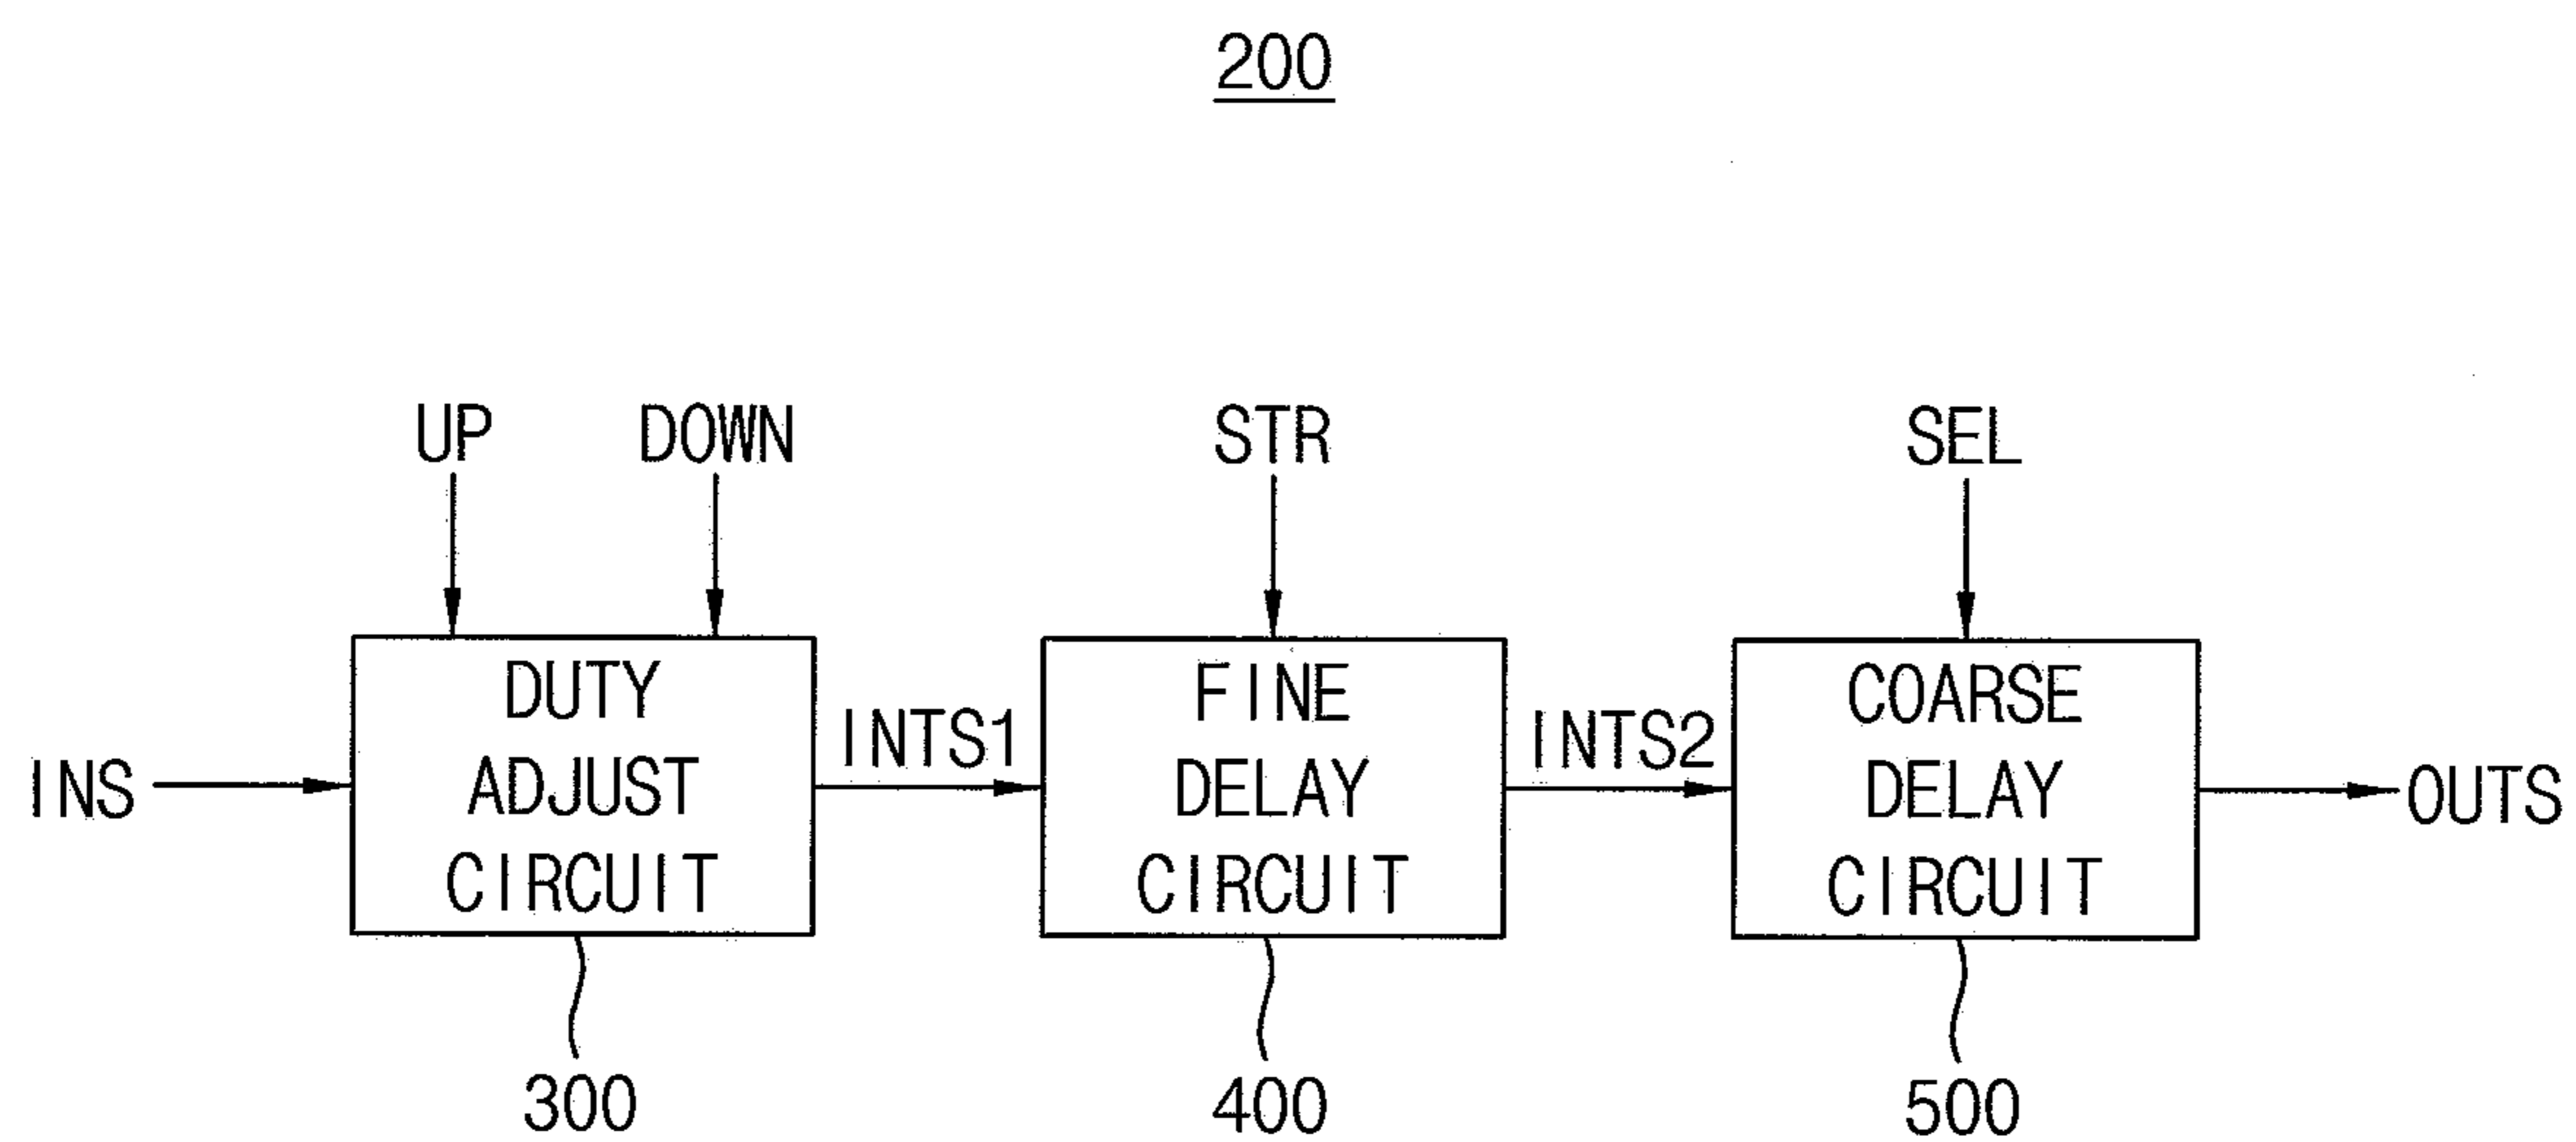 200
UP
DOWN
STR
SEL
INS
DUTY
ADJUST
CIRCUIT
INTS1
FINE
DELAY
CIRCUIT
INTS2
COARSE
DELAY
CIRCUIT
OUTS
300
400
500